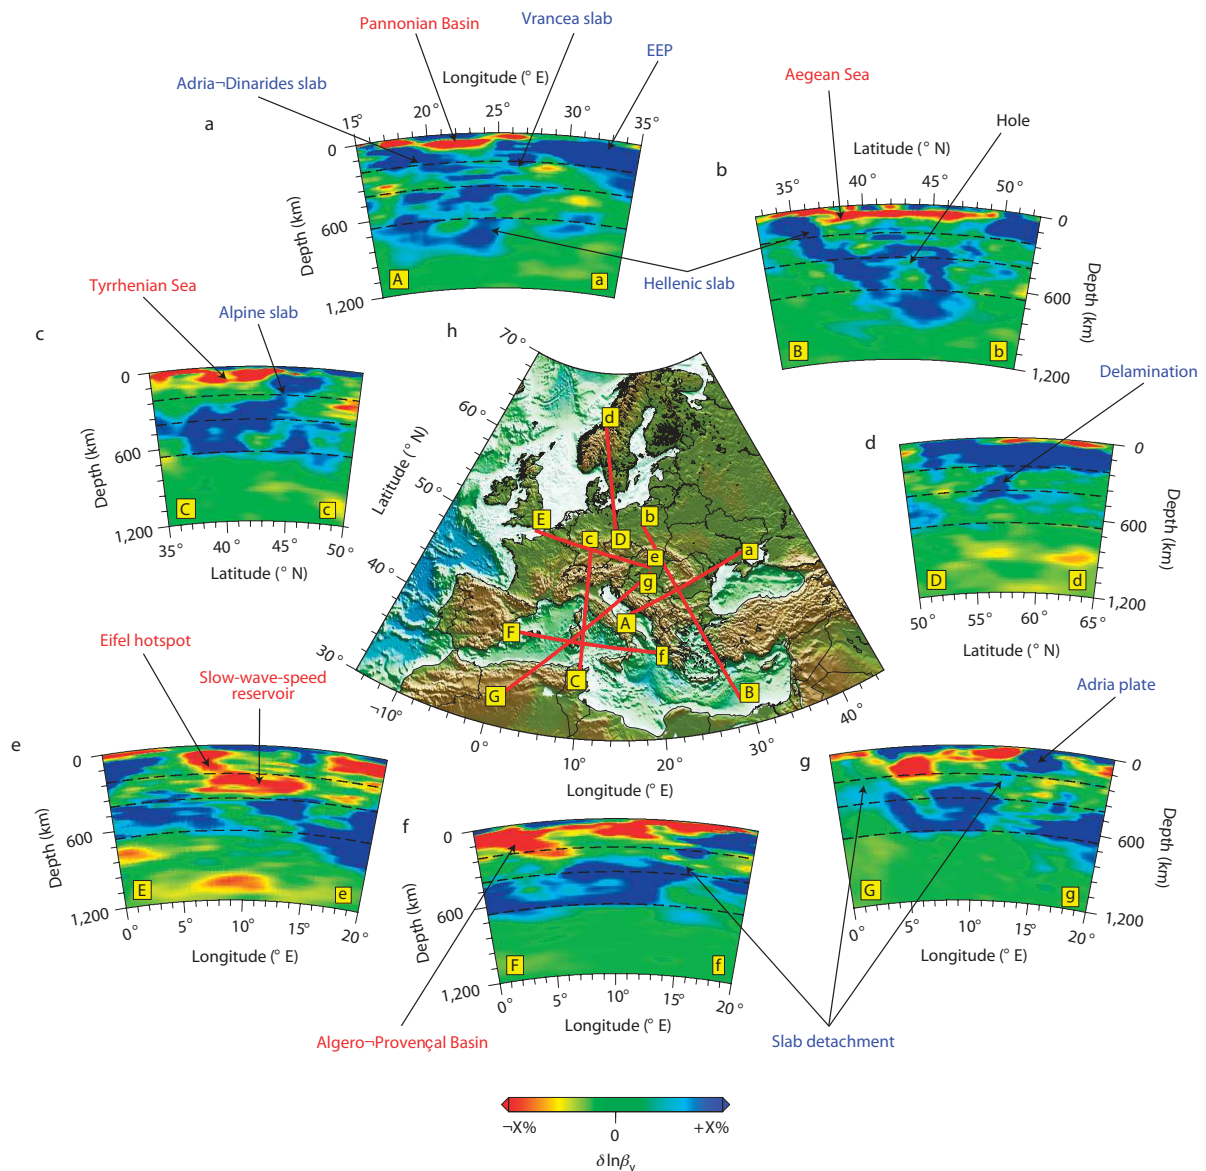 Pannonian Basin
Vrancea slab
EEP
Adria¬Dinarides slab
Longitude (° E)
a
15° 20° 25° 30° 35°
0
600
1,200
Depth (km)
A
a
Aegean Sea
Hole
Latitude (° N)
b
35° 40° 45° 50°
0
600
1,200
Depth (km)
B
b
Hellenic slab
Tyrrhenian Sea
Alpine slab
c
0
600
1,200
Depth (km)
C
c
35° 40° 45° 50°
Latitude (° N)
h
70°
60°
50°
40°
30°
Latitude (° N)
d
E
b
c
D
e
a
g
A
F
f
C
G
B
¬10°
0°
10°
20°
30°
40°
Longitude (° E)
Delamination
d
0
600
1,200
Depth (km)
D
d
50° 55° 60° 65°
Latitude (° N)
Eifel hotspot
Slow-wave-speed
reservoir
e
0
600
1,200
Depth (km)
E
e
0° 5° 10° 15° 20°
Longitude (° E)
f
0
600
1,200
Depth (km)
F
f
0° 5° 10° 15° 20°
Longitude (° E)
Algero¬Provençal Basin
Adria plate
g
0
600
1,200
Depth (km)
G
g
0° 5° 10° 15° 20°
Longitude (° E)
Slab detachment
¬X% 0 +X%
δlnβv